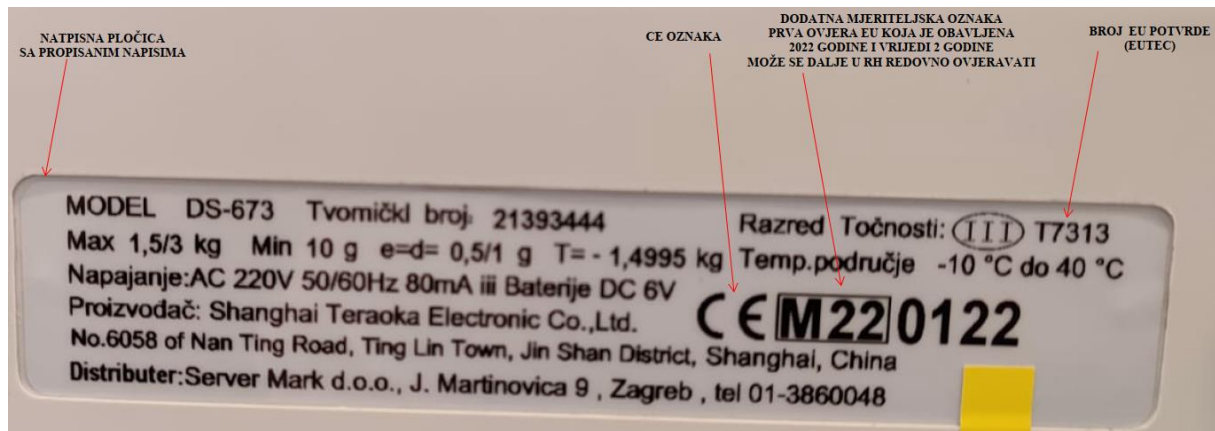 NATPISNA PLOČICA
SA PROPISANIM NAPISIMA
CE OZNAKA
DODATNA MJERITELJSKA OZNAKA
PRVA OVJERA EU KOJA JE OBAVLJENA
2022 GODINE I VRIJEDI 2 GODINE
MOŽE SE DALJE U RH REDOVNO OVJERAVATI
BROJ EU POTVRDE
(EUTEC)
MODEL DS-673 Tvornički broj: 21393444 Razred Točnosti: III T7313
Max 1,5/3 kg Min 10 g e=d= 0,5/1 g T= - 1,4995 kg Temp.područje -10 °C do 40 °C
Napajanje:AC 220V 50/60Hz 80mA iii Baterije DC 6V
Proizvođač: Shanghai Teraoka Electronic Co.,Ltd. CE M22 0122
No.6058 of Nan Ting Road, Ting Lin Town, Jin Shan District, Shanghai, China
Distributer:Server Mark d.o.o., J. Martinovica 9 , Zagreb , tel 01-3860048